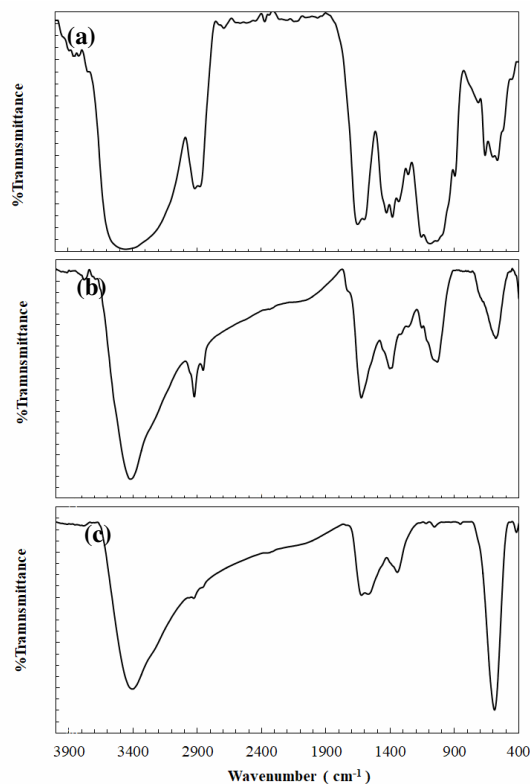 (a)
%Tramnsmittance
(b)
%Tramnsmittance
(c)
%Tramnsmittance
3900 3400 2900 2400 1900 1400 900 400
Wavenumber ( cm-1 )